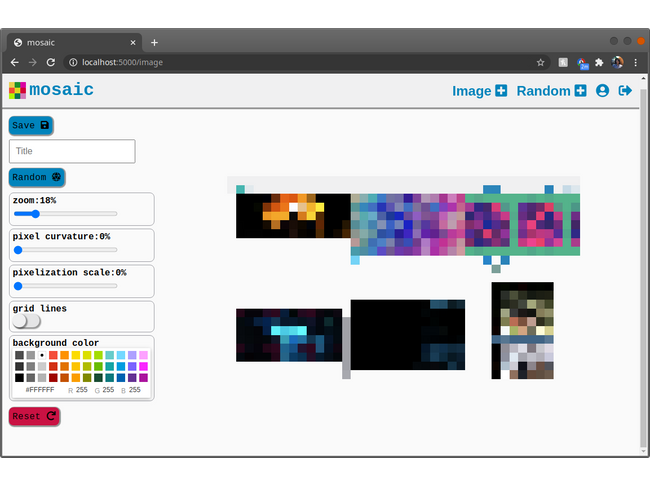 mosaic
localhost:5000/image
mosaic
Image
Random
Save
Title
Random
zoom:18%
pixel curvature:0%
pixelization scale:0%
grid lines
background color
#FFFFFF R 255 G 255 B 255
Reset